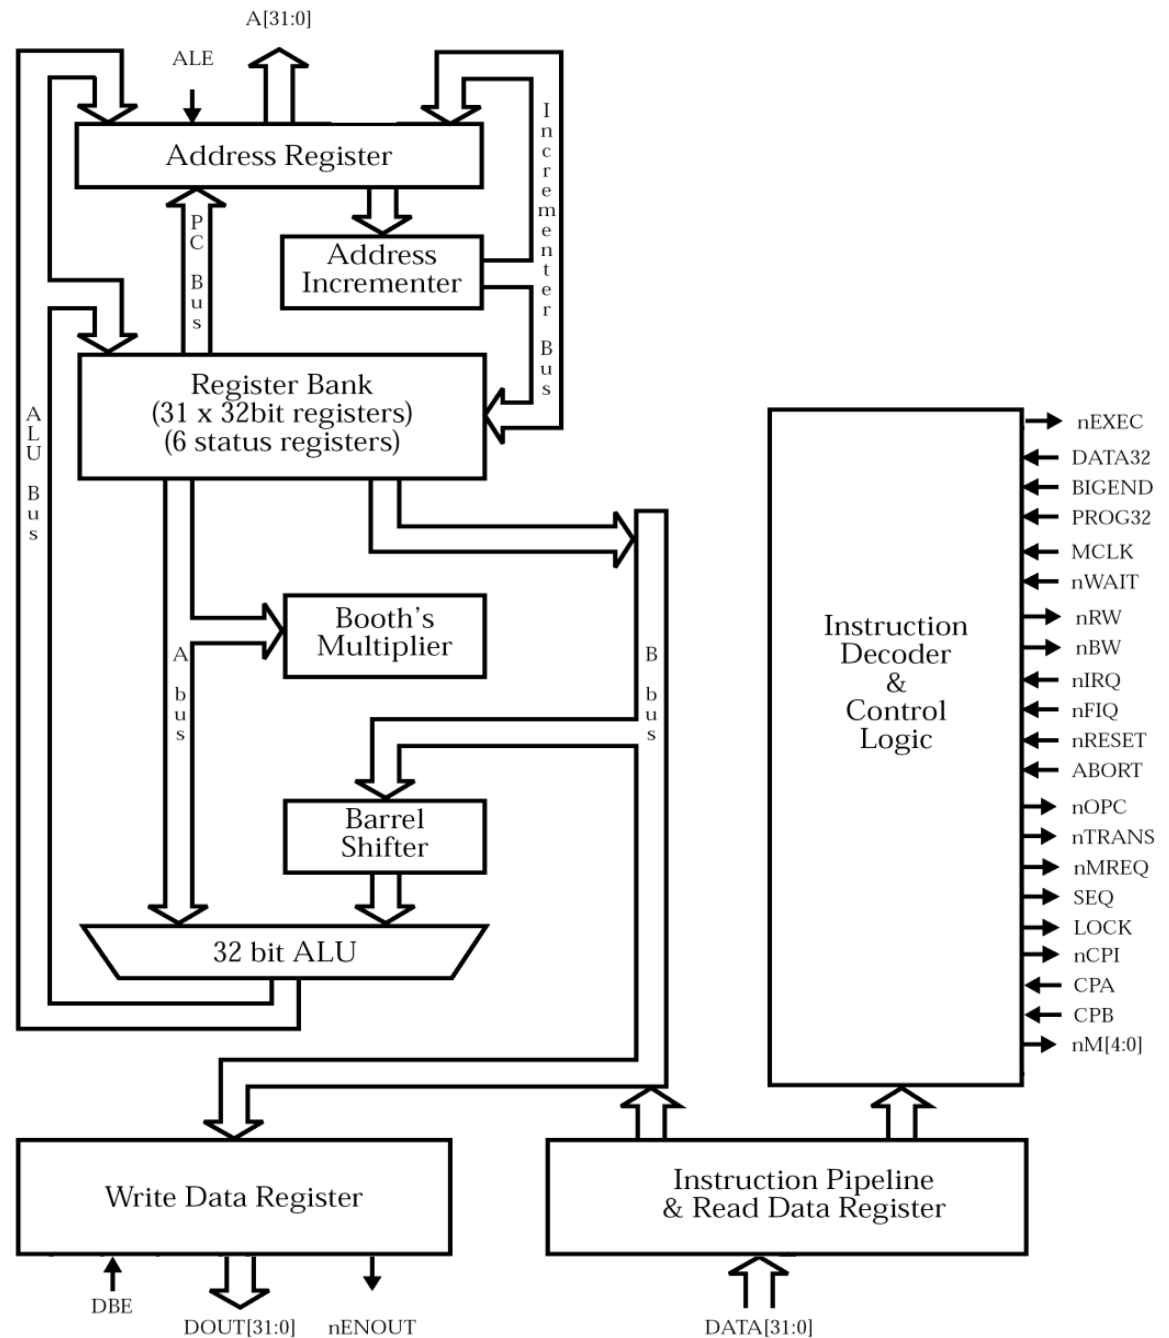 A[31:0]
ALE
Address Register
Incrementer Bus
PC Bus
Address
Incrementer
Register Bank
(31 x 32bit registers)
(6 status registers)
ALU Bus
nEXEC
DATA32
BIGEND
PROG32
MCLK
nWAIT
Booth's
Multiplier
Instruction
Decoder
&
Control
Logic
nRW
nBW
A bus
B bus
nIRQ
nFIQ
nRESET
ABORT
Barrel
Shifter
nOPC
nTRANS
nMREQ
SEQ
LOCK
nCPI
CPA
CPB
nM[4:0]
32 bit ALU
Write Data Register
Instruction Pipeline
& Read Data Register
DBE
DOUT[31:0]
nENOUT
DATA[31:0]